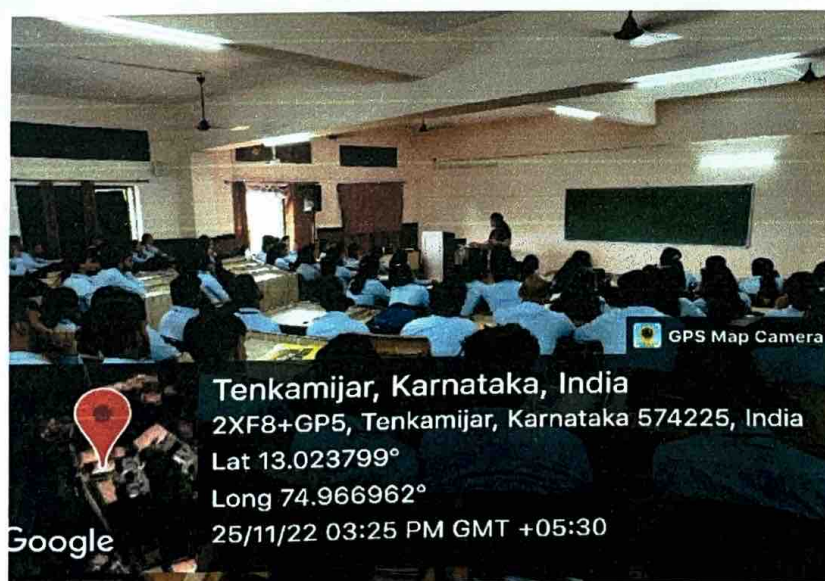 GPS Map Camera
Tenkamijar, Karnataka, India
2XF8+GP5, Tenkamijar, Karnataka 574225, India
Lat 13.023799°
Long 74.966962°
25/11/22 03:25 PM GMT +05:30
Google